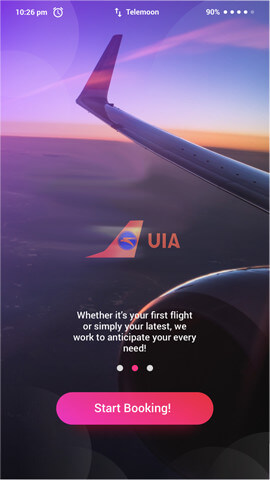 10:26 pm Telemoon 90%
UIA
Whether it's your first flight
or simply your latest, we
work to anticipate your every
need!
Start Booking!